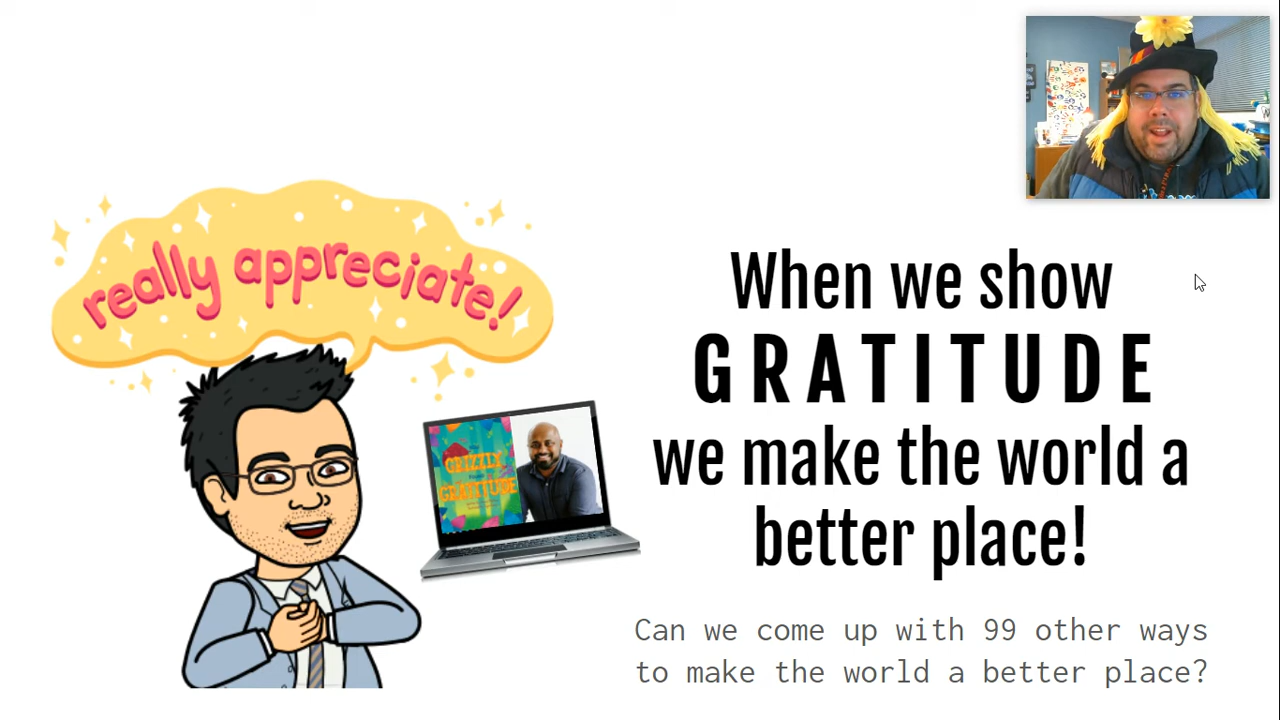 really appreciate!
When we show
GRATITUDE
we make the world a
better place!
GRIZZLY
GRATITUDE
Can we come up with 99 other ways
to make the world a better place?